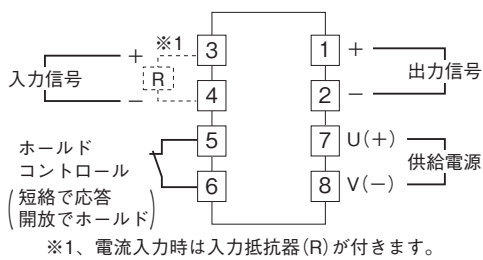 ※1
3
+
1
+
入力信号
R
出力信号
−
4
2
−
ホールド
コントロール
(短絡で応答
開放でホールド)
5
7
U(+)
供給電源
6
8
V(−)
※1、電流入力時は入力抵抗器(R)が付きます。